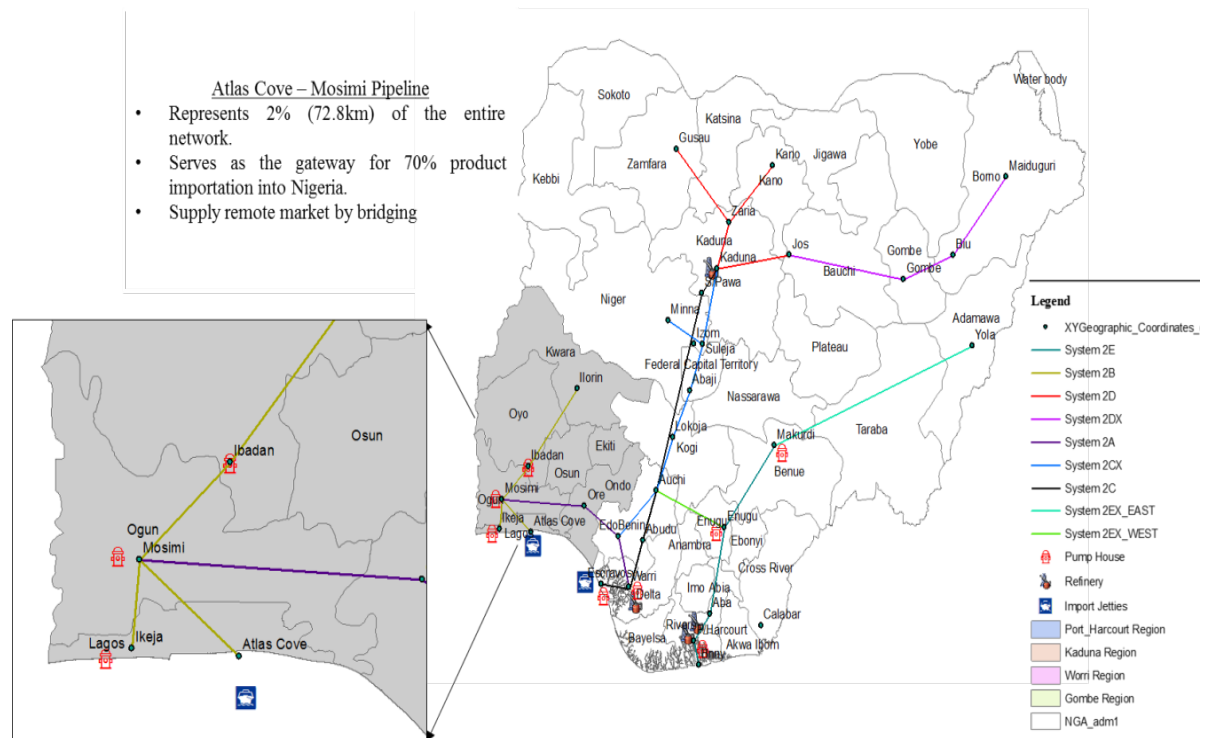 Atlas Cove – Mosimi Pipeline
• Represents 2% (72.8km) of the entire
network.
• Serves as the gateway for 70% product
importation into Nigeria.
• Supply remote market by bridging
Water body
Sokoto
Katsina
Gusau
Kano
Jigawa
Yobe
Maiduguri
Zamfara
Kano
Borno
Kebbi
Zaria
Kaduna
Kaduna
Jos
Gombe
Biu
Gombe
Bauchi
S.Pawa
Niger
Minna
Adamawa
Yola
Izom
Suleja
Plateau
Federal Capital Territory
Kwara
Ilorin
Abaji
Nassarawa
Oyo
Lokoja
Kogi
Makurdi
Taraba
Ekiti
Benue
Ibadan
Osun
Ondo
Auchi
Mosimi
Ogun
Ore
Ikeja
Atlas Cove
Lagos
EdoBenin
Abudu
Enugu
Enugu
Ebonyi
Anambra
Cross River
Escravos
Warri
Delta
Imo
Abia
Aba
Calabar
Rivers
P.Harcourt
Bayelsa
Akwa Ibom
Bonny
Ibadan
Osun
Ogun
Mosimi
Ikeja
Lagos
Atlas Cove
Legend
XYGeographic_Coordinates_
System 2E
System 2B
System 2D
System 2DX
System 2A
System 2CX
System 2C
System 2EX_EAST
System 2EX_WEST
Pump House
Refinery
Import Jetties
Port_Harcourt Region
Kaduna Region
Worri Region
Gombe Region
NGA_adm1